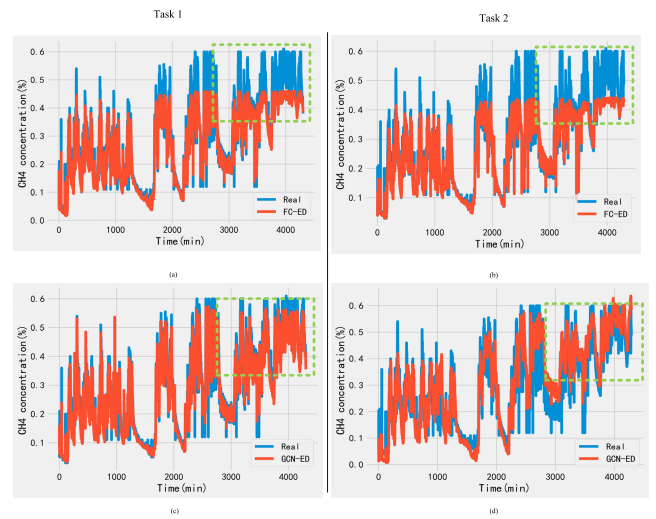 Task 1
Task 2
CH4 concentration(%)
0.6
0.5
0.4
0.3
0.2
0.1
0.0
0
1000
2000
3000
4000
Time(min)
Real
FC-ED
(a)
CH4 concentration(%)
0.6
0.5
0.4
0.3
0.2
0.1
0
1000
2000
3000
4000
Time(min)
Real
FC-ED
(b)
CH4 concentration(%)
0.6
0.5
0.4
0.3
0.2
0.1
0
1000
2000
3000
4000
Time(min)
Real
GCN-ED
(c)
CH4 concentration(%)
0.6
0.5
0.4
0.3
0.2
0.1
0.0
0
1000
2000
3000
4000
Time(min)
Real
GCN-ED
(d)